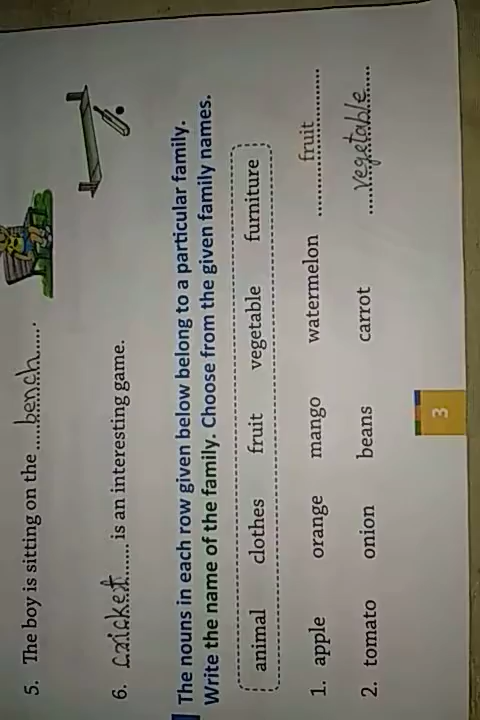 5. The boy is sitting on the bench.
6. cricket is an interesting game.
The nouns in each row given below belong to a particular family.
Write the name of the family. Choose from the given family names.
animal clothes fruit vegetable furniture
1. apple orange mango watermelon fruit
2. tomato onion beans carrot vegetable
3